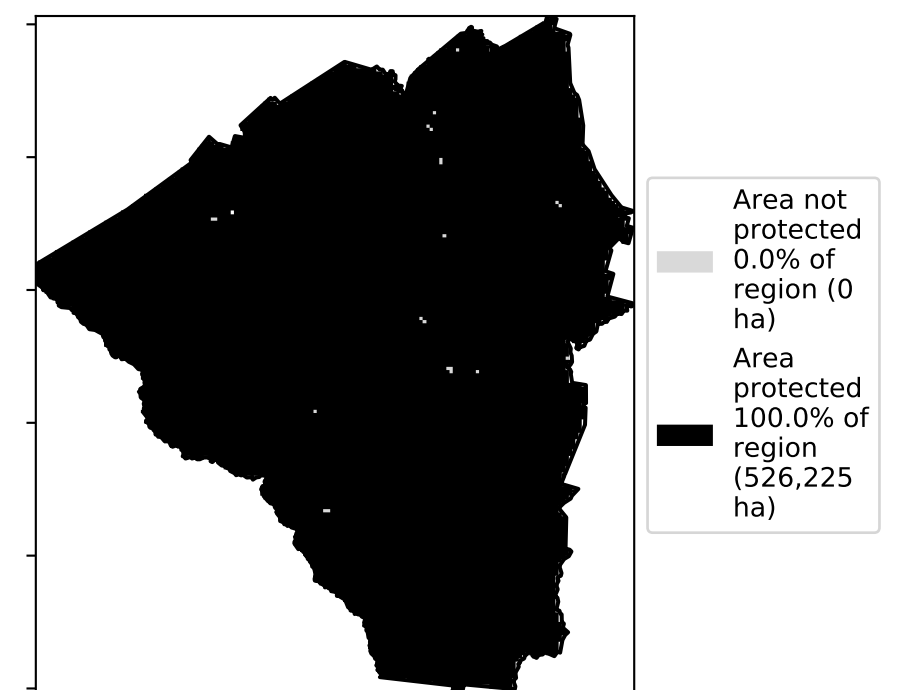 Area not
protected
0.0% of
region (0
ha)
Area
protected
100.0% of
region
(526,225
ha)